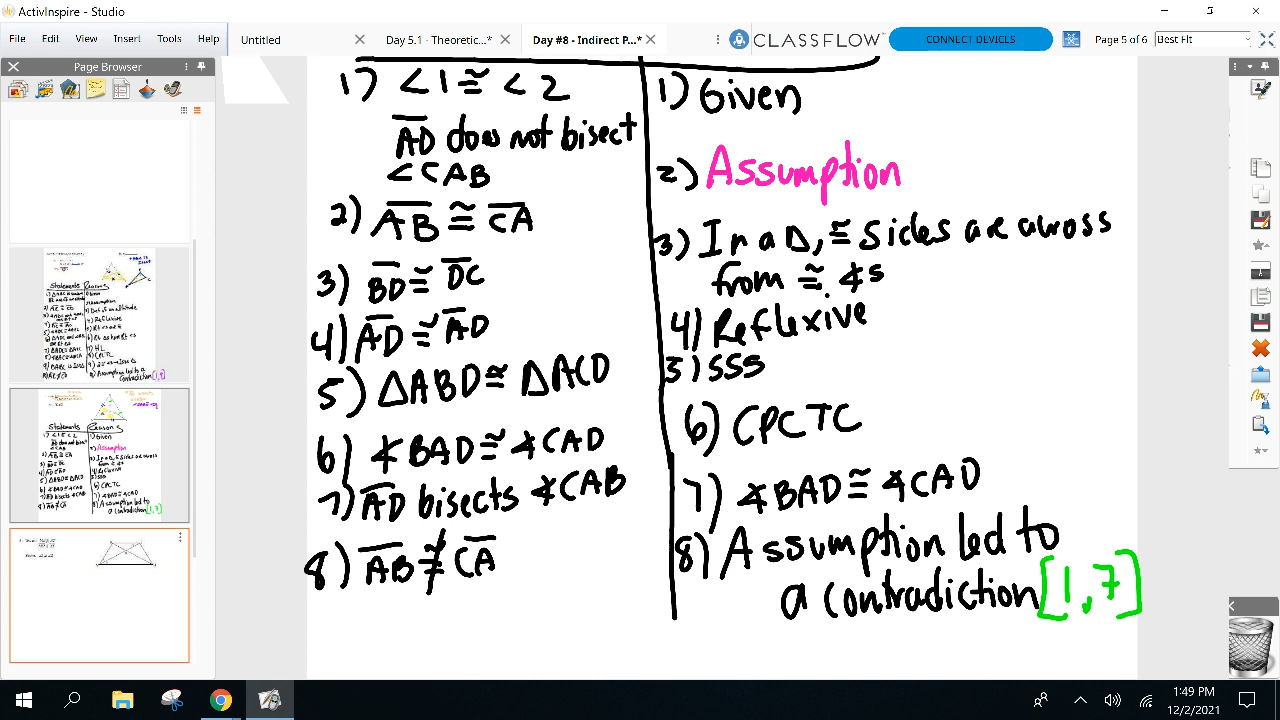 ActivInspire - Studio
File Edit View Insert Tools Help
Untitled
Day 5.1 - Theoretic...*
Day #8 - Indirect P...*
CLASSFLOW
CONNECT DEVICES
Page 5 of 6
Best Fit
Page Browser
1) <1 ≅ <2
AD does not bisect
<CAB
2) AB ≅ CA
3) BD ≅ DC
4) AD ≅ AD
5) △ABD ≅ △ACD
6) ∡BAD ≅ ∡CAD
7) AD bisects ∡CAB
8) AB ≇ CA
1) Given
2) Assumption
3) In a △, ≅ sides are across
from ≅ ∡s
4) Reflexive
5) SSS
6) CPCTC
7) ∡BAD ≅ ∡CAD
8) Assumption led to
a contradiction [1,7]
1:49 PM
12/2/2021